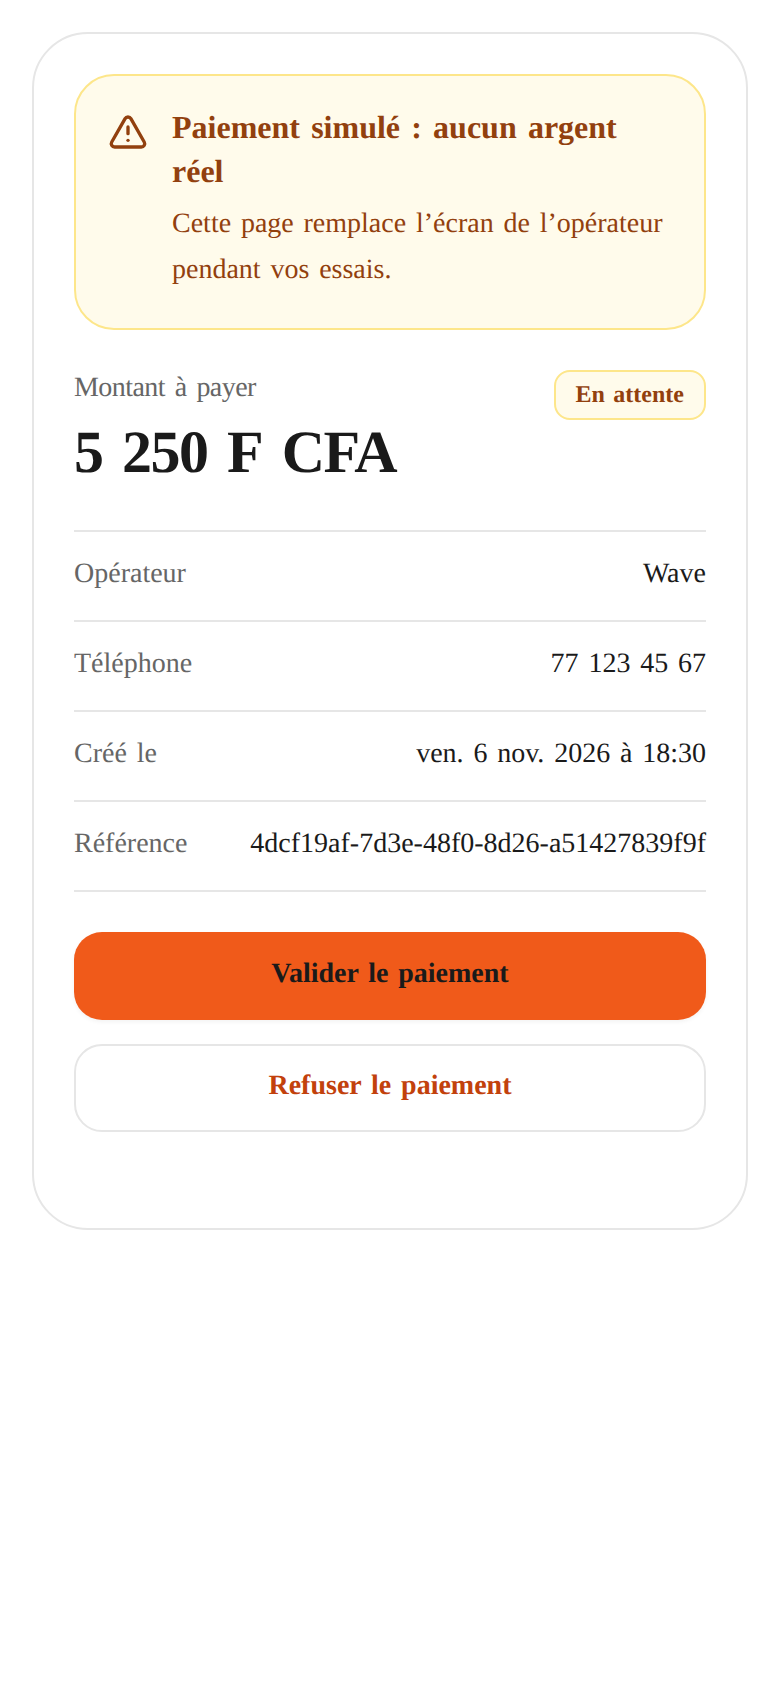 Paiement simulé : aucun argent
réel
Cette page remplace l’écran de l’opérateur
pendant vos essais.
Montant à payer
En attente
5 250 F CFA
Opérateur Wave
Téléphone 77 123 45 67
Créé le ven. 6 nov. 2026 à 18:30
Référence 4dcf19af-7d3e-48f0-8d26-a51427839f9f
Valider le paiement
Refuser le paiement